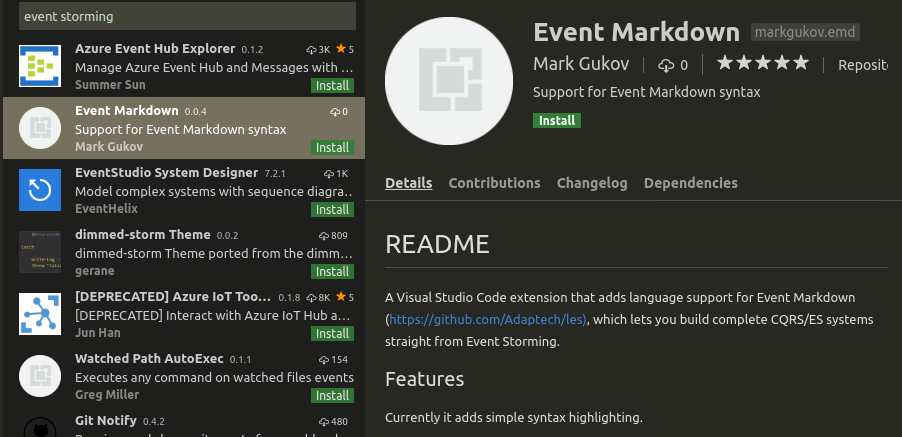 event storming
Azure Event Hub Explorer 0.1.2 3K 5
Manage Azure Event Hub and Messages with ...
Summer Sun Install
Event Markdown 0.0.4 0
Support for Event Markdown syntax
Mark Gukov Install
EventStudio System Designer 7.2.1 1K
Model complex systems with sequence diagra...
EventHelix Install
dimmed-storm Theme 0.0.2 809
dimmed-storm Theme ported from the dimm...
gerane Install
[DEPRECATED] Azure IoT Too... 0.1.8 8K 5
[DEPRECATED] Interact with Azure IoT Hub a...
Jun Han Install
Watched Path AutoExec 0.1.1 154
Executes any command on watched files events
Greg Miller Install
Git Notify 0.4.2 480
Event Markdown markgukov.emd
Mark Gukov 0 Reposite
Support for Event Markdown syntax
Install
Details Contributions Changelog Dependencies
README
A Visual Studio Code extension that adds language support for Event Markdown
(https://github.com/Adaptech/les), which lets you build complete CQRS/ES systems
straight from Event Storming.
Features
Currently it adds simple syntax highlighting.